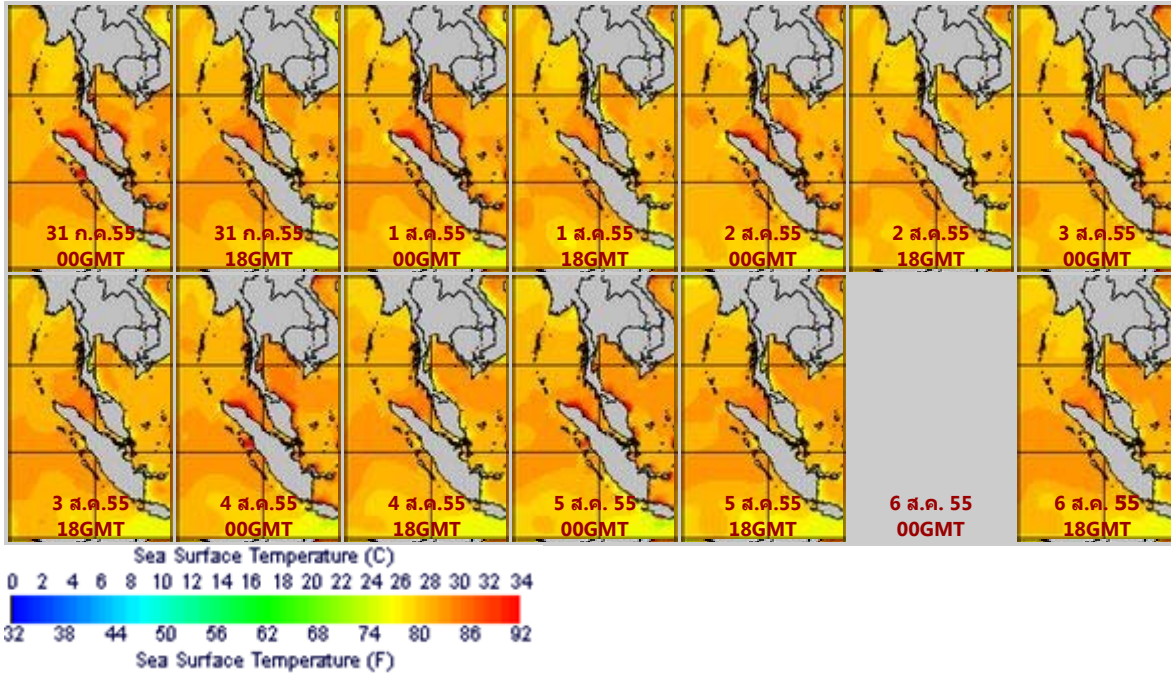 31 ก.ค.55
00GMT
31 ก.ค.55
18GMT
1 ส.ค.55
00GMT
1 ส.ค.55
18GMT
2 ส.ค.55
00GMT
2 ส.ค.55
18GMT
3 ส.ค.55
00GMT
3 ส.ค.55
18GMT
4 ส.ค.55
00GMT
4 ส.ค.55
18GMT
5 ส.ค. 55
00GMT
5 ส.ค.55
18GMT
6 ส.ค. 55
00GMT
6 ส.ค. 55
18GMT
Sea Surface Temperature (C)
0 2 4 6 8 10 12 14 16 18 20 22 24 26 28 30 32 34
32 38 44 50 56 62 68 74 80 86 92
Sea Surface Temperature (F)